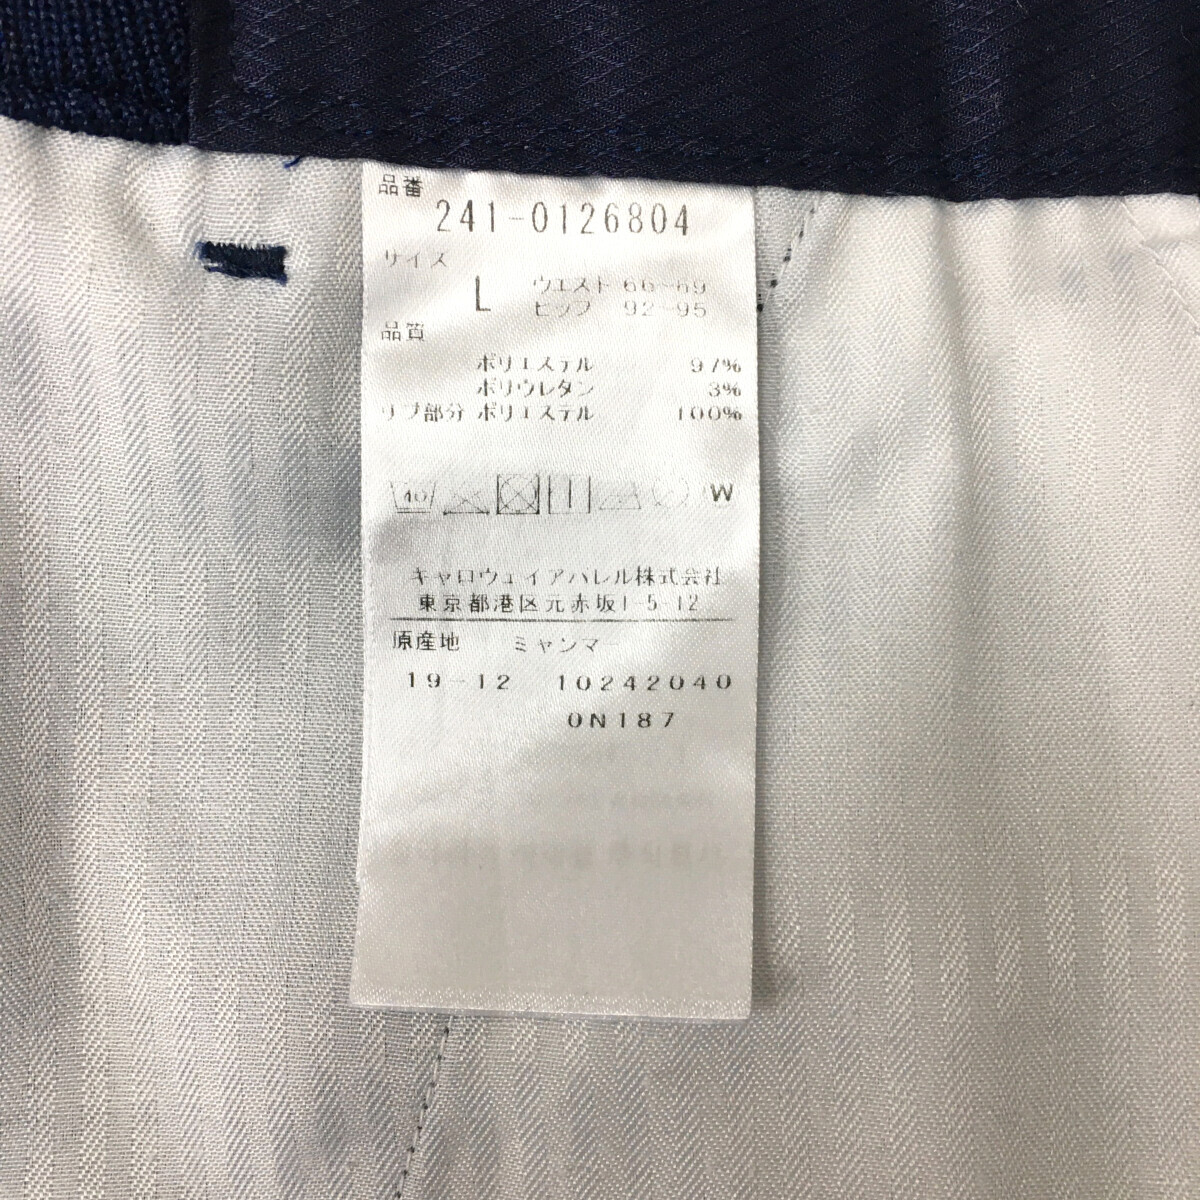 品番
241-0126804
サイズ
L ウエスト 66~69
ヒップ 92~95
品質
ポリエステル 97%
ポリウレタン 3%
リブ部分 ポリエステル 100%
40 W
キャロウェイアパレル株式会社
東京都港区元赤坂1-5-12
原産地 ミャンマー
19-12 10242040
0N187